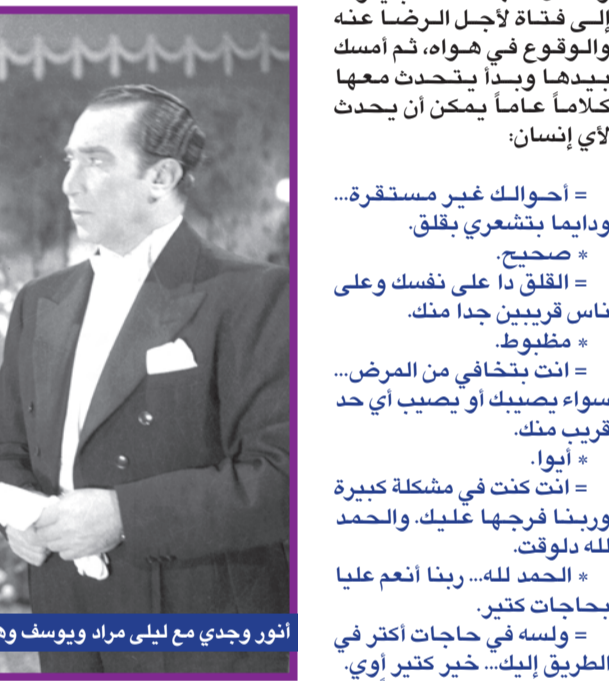 إلى فتاة لأجل الرضا عنه
والوقوع في هواه، ثم أمسك
بيدها وبدأ يتحدث معها
كلاماً عاماً يمكن أن يحدث
لأي إنسان:
= أحوالك غير مستقرة...
ودايما بتشعري بقلق.
* صحيح.
= القلق دا على نفسك وعلى
ناس قريبين جدا منك.
* مظبوط.
= انت بتخافي من المرض...
سواء يصيبك أو يصيب أي حد
قريب منك.
* أيوا.
= انت كنت في مشكلة كبيرة
وربنا فرجها عليك. والحمد
لله دلوقت.
* الحمد لله... ربنا أنعم عليا
بحاجات كتير.
= ولسه في حاجات أكتر في
الطريق إليك... خير كتير أوي.
أنور وجدي مع ليلى مراد ويوسف وه